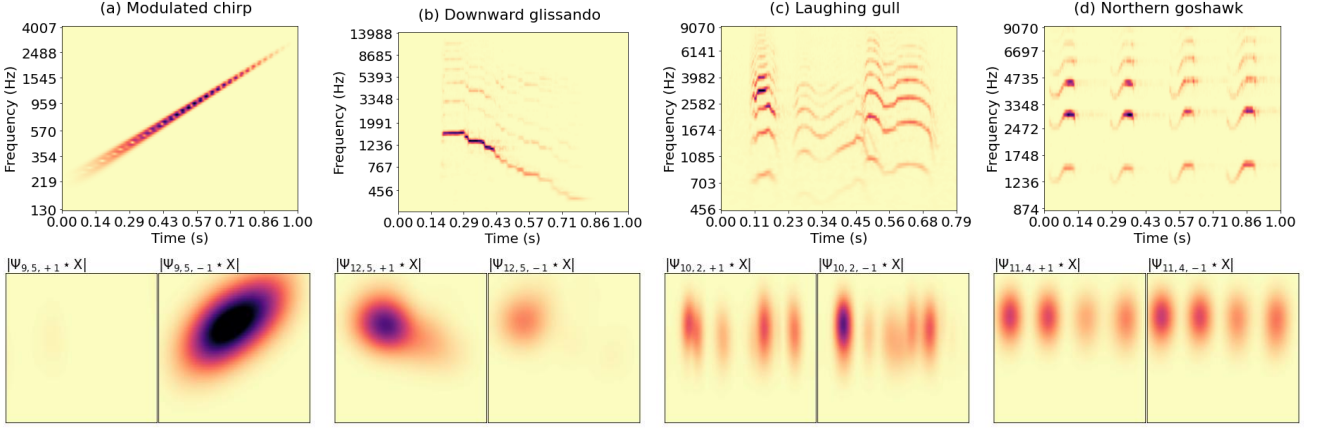 (a) Modulated chirp
4007
2488
1545
959
570
354
219
130
Frequency (Hz)
0.00 0.14 0.29 0.43 0.57 0.71 0.86 1.00
Time (s)
(b) Downward glissando
13988
8685
5393
3348
1991
1236
767
456
Frequency (Hz)
0.00 0.14 0.29 0.43 0.57 0.71 0.86 1.00
Time (s)
(c) Laughing gull
9070
6141
3982
2582
1674
1085
703
456
Frequency (Hz)
0.00 0.11 0.23 0.34 0.45 0.56 0.68 0.79
Time (s)
(d) Northern goshawk
9070
6697
4735
3348
2472
1748
1236
874
Frequency (Hz)
0.00 0.14 0.29 0.43 0.57 0.71 0.86 1.00
Time (s)
|Ψ9, 5, +1 ⋆ X| |Ψ9, 5, −1 ⋆ X|
|Ψ12, 5, +1 ⋆ X| |Ψ12, 5, −1 ⋆ X|
|Ψ10, 2, +1 ⋆ X| |Ψ10, 2, −1 ⋆ X|
|Ψ11, 4, +1 ⋆ X| |Ψ11, 4, −1 ⋆ X|